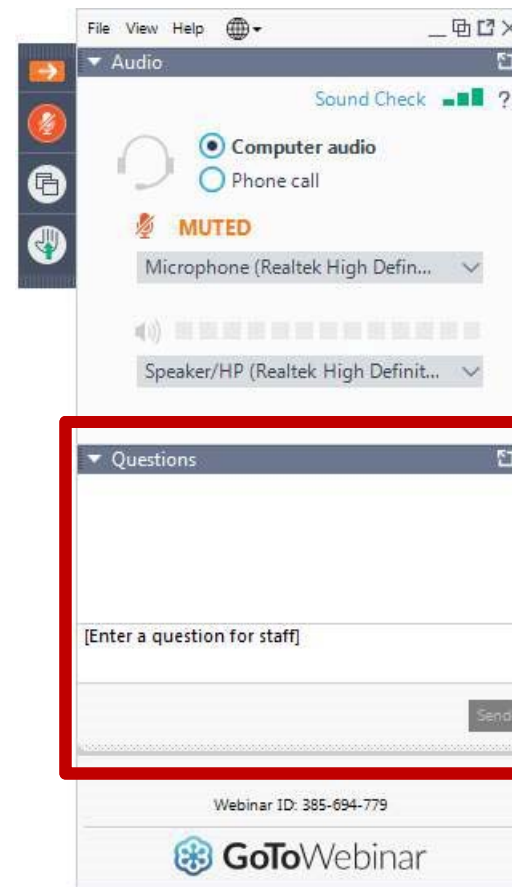 File View Help
Audio
Sound Check ?
Computer audio
Phone call
MUTED
Microphone (Realtek High Defin...
Speaker/HP (Realtek High Definit...
Questions
[Enter a question for staff]
Send
Webinar ID: 385-694-779
GoToWebinar